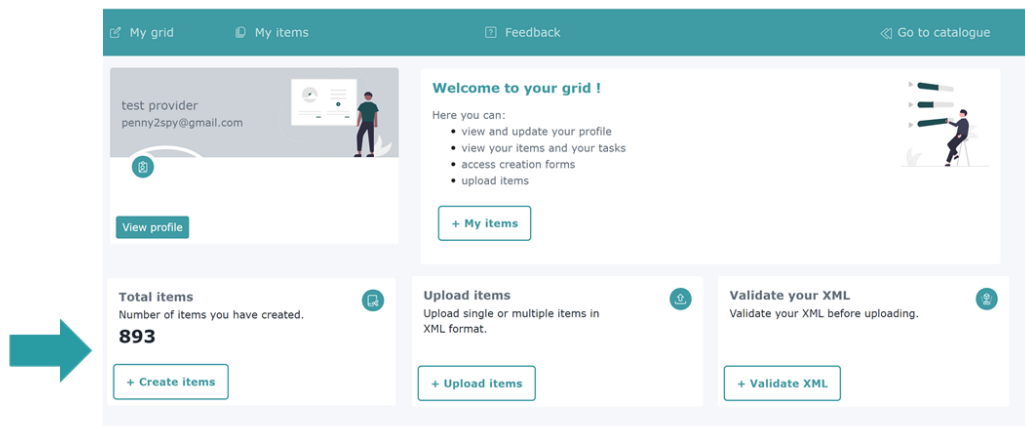 My grid
My items
Feedback
Go to catalogue
test provider
penny2spy@gmail.com
View profile
Welcome to your grid !
Here you can:
• view and update your profile
• view your items and your tasks
• access creation forms
• upload items
+ My items
Total items
Number of items you have created.
893
+ Create items
Upload items
Upload single or multiple items in
XML format.
+ Upload items
Validate your XML
Validate your XML before uploading.
+ Validate XML